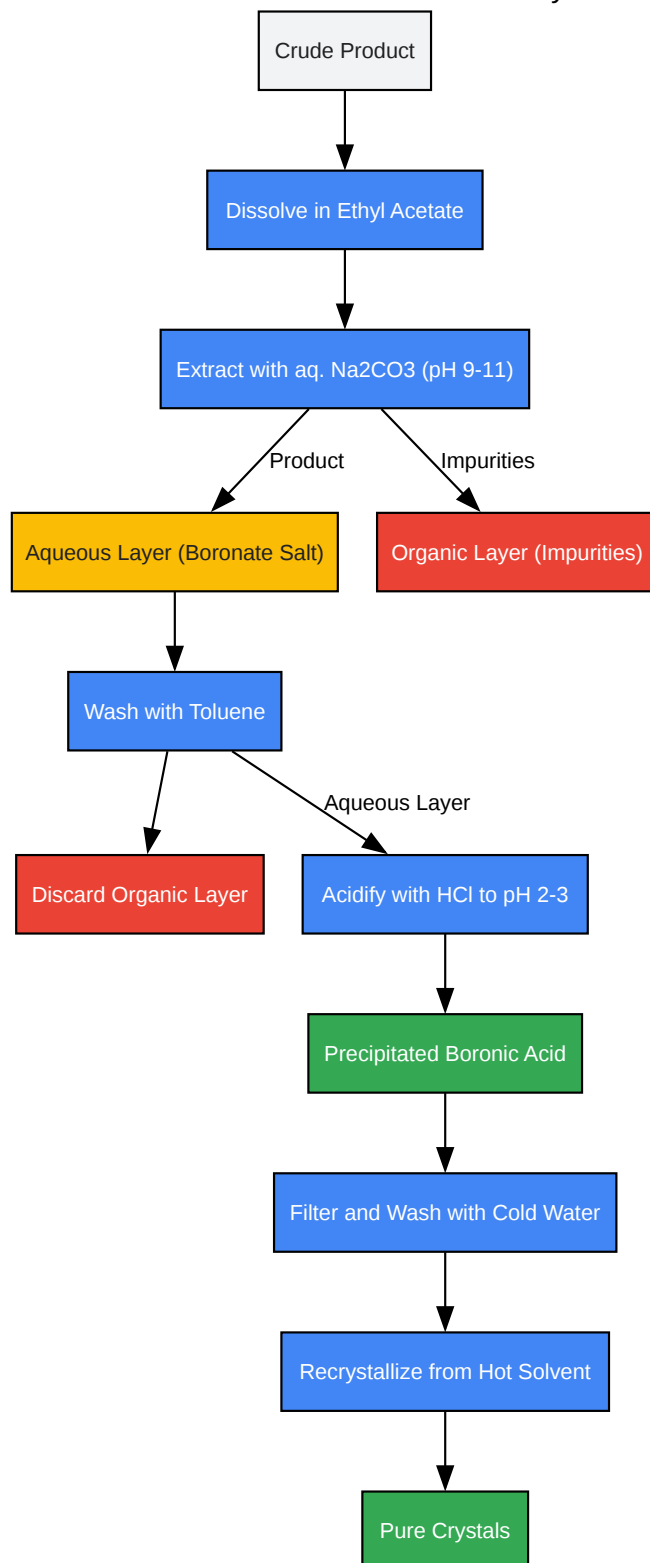 Crude Product
Dissolve in Ethyl Acetate
Extract with aq. Na2CO3 (pH 9-11)
Product
Impurities
Aqueous Layer (Boronate Salt)
Organic Layer (Impurities)
Wash with Toluene
Aqueous Layer
Discard Organic Layer
Acidify with HCl to pH 2-3
Precipitated Boronic Acid
Filter and Wash with Cold Water
Recrystallize from Hot Solvent
Pure Crystals